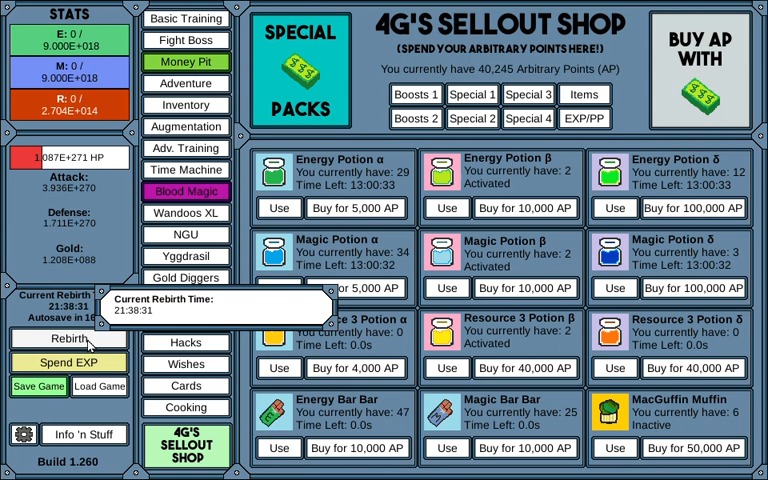 STATS
E: 0 /
9.000E+018
M: 0 /
9.000E+018
R: 0 /
2.704E+014
1.087E+271 HP
Attack:
3.936E+270
Defense:
1.711E+270
Gold:
1.208E+088
Current Rebirth
21:38:31
Autosave in 16
Rebirth
Spend EXP
Save Game
Load Game
Info 'n Stuff
Build 1.260
Basic Training
Fight Boss
Money Pit
Adventure
Inventory
Augmentation
Adv. Training
Time Machine
Blood Magic
Wandoos XL
NGU
Yggdrasil
Gold Diggers
Current Rebirth Time:
21:38:31
Hacks
Wishes
Cards
Cooking
4G'S
SELLOUT
SHOP
SPECIAL
PACKS
4G'S SELLOUT SHOP
(SPEND YOUR ARBITRARY POINTS HERE!)
You currently have 40,245 Arbitrary Points (AP)
Boosts 1
Special 1
Special 3
Items
Boosts 2
Special 2
Special 4
EXP/PP
BUY AP
WITH
Energy Potion α
You currently have: 29
Time Left: 13:00:33
Use
Buy for 5,000 AP
Energy Potion β
You currently have: 2
Activated
Use
Buy for 10,000 AP
Energy Potion δ
You currently have: 12
Time Left: 13:00:33
Use
Buy for 100,000 AP
Magic Potion α
You currently have: 34
Time Left: 13:00:32
Buy for 5,000 AP
Magic Potion β
You currently have: 2
Activated
Use
Buy for 10,000 AP
Magic Potion δ
You currently have: 3
Time Left: 13:00:32
Use
Buy for 100,000 AP
3 Potion α
You currently have: 0
Time Left: 0.0s
Use
Buy for 4,000 AP
Resource 3 Potion β
You currently have: 2
Activated
Use
Buy for 40,000 AP
Resource 3 Potion δ
You currently have: 0
Time Left: 0.0s
Use
Buy for 40,000 AP
Energy Bar Bar
You currently have: 47
Time Left: 0.0s
Use
Buy for 10,000 AP
Magic Bar Bar
You currently have: 25
Time Left: 0.0s
Use
Buy for 10,000 AP
MacGuffin Muffin
You currently have: 6
Inactive
Use
Buy for 50,000 AP